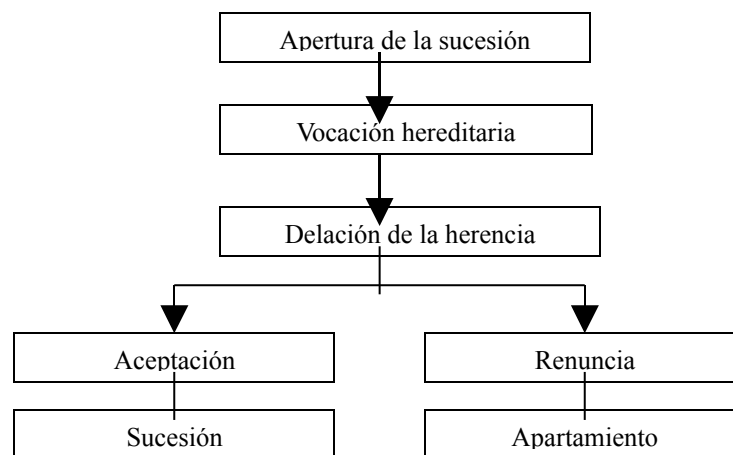 Apertura de la sucesión
Vocación hereditaria
Delación de la herencia
Aceptación
Renuncia
Sucesión
Apartamiento